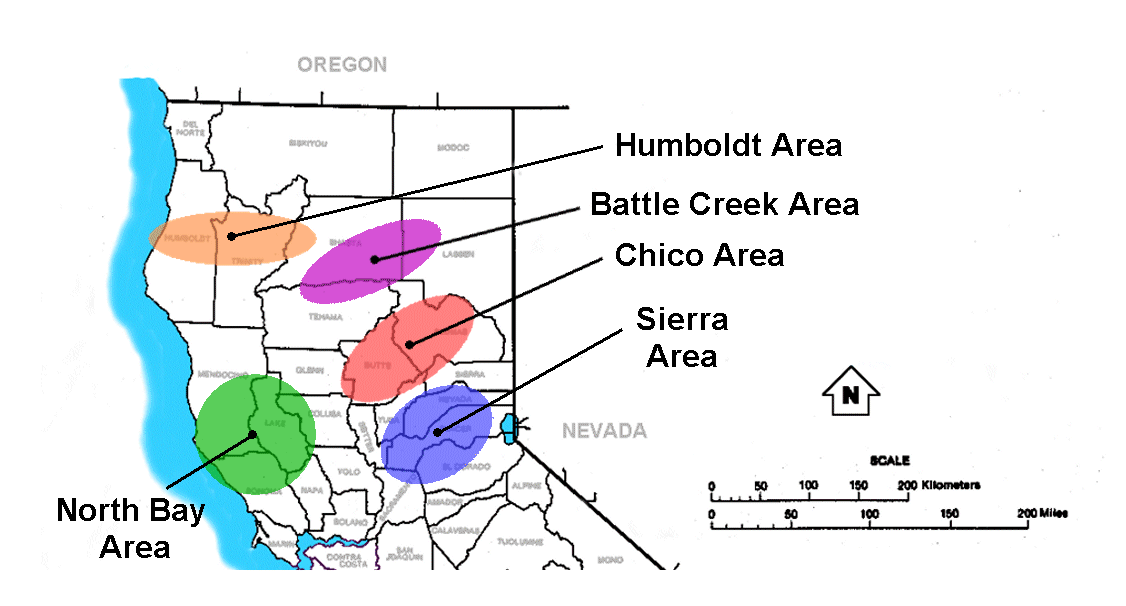 OREGON
DEL
NORTE
SISKIYOU
MODOC
Humboldt Area
Battle Creek Area
HUMBOLDT
TRINITY
SHASTA
LASSEN
Chico Area
TEHAMA
Sierra
Area
BUTTE
GLENN
SIERRA
MENDOCINO
NEVADA
COLUSA
LAKE
YUBA
SUTTER
NEVADA
N
YOLO
EL DORADO
SCALE
0 50 100 150 200 Kilometers
0 50 100 150 200 Miles
North Bay
Area
SONOMA
NAPA
SACRAMENTO
ALPINE
AMADOR
SOLANO
CALAVERAS
MARIN
TUOLUMNE
CONTRA
COSTA
SAN
JOAQUIN
MONO